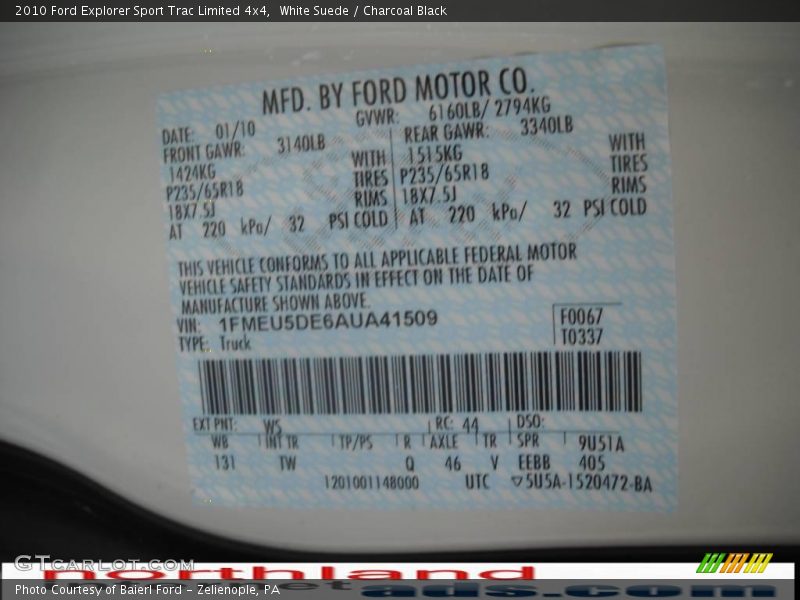 2010 Ford Explorer Sport Trac Limited 4x4, White Suede / Charcoal Black
MFD. BY FORD MOTOR CO.
DATE: 01/10 GVWR: 6160LB/ 2794KG
FRONT GAWR: 3140LB REAR GAWR: 3340LB
1424KG WITH 1515KG WITH
P235/65R18 TIRES P235/65R18 TIRES
18X7.5J RIMS 18X7.5J RIMS
AT 220 kPa/ 32 PSI COLD AT 220 kPa/ 32 PSI COLD
THIS VEHICLE CONFORMS TO ALL APPLICABLE FEDERAL MOTOR
VEHICLE SAFETY STANDARDS IN EFFECT ON THE DATE OF
MANUFACTURE SHOWN ABOVE.
VIN: 1FMEU5DE6AUA41509 F0067
TYPE: Truck T0337
EXT PNT: WS RC: 44 DSO:
WB INT TR TP/PS R AXLE TR SPR 9U51A
131 TW Q 46 V EEBB 405
1201001148000 UTC ▽5U5A-1520472-BA
GTCarLot.com
northland
ads.com
Photo Courtesy of Baierl Ford - Zelienople, PA